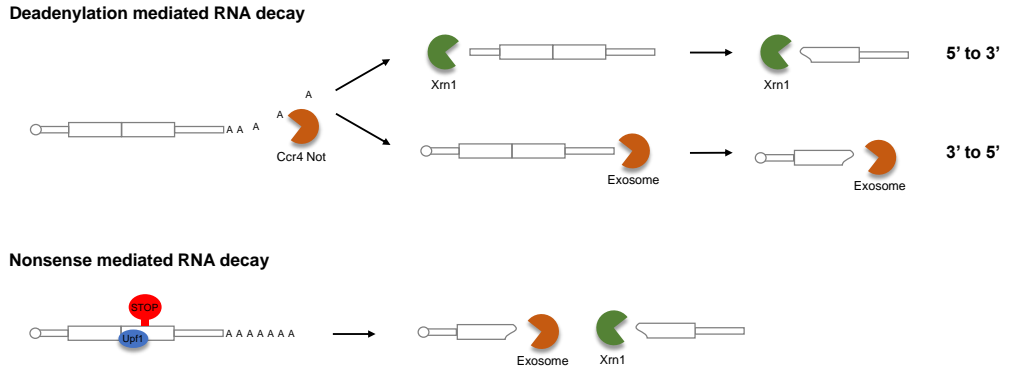 Deadenylation mediated RNA decay
Xrn1
Xrn1
5’ to 3’
A
A
A A A
Ccr4 Not
Exosome
Exosome
3’ to 5’
Nonsense mediated RNA decay
STOP
Upf1
A A A A A A A
Exosome
Xrn1